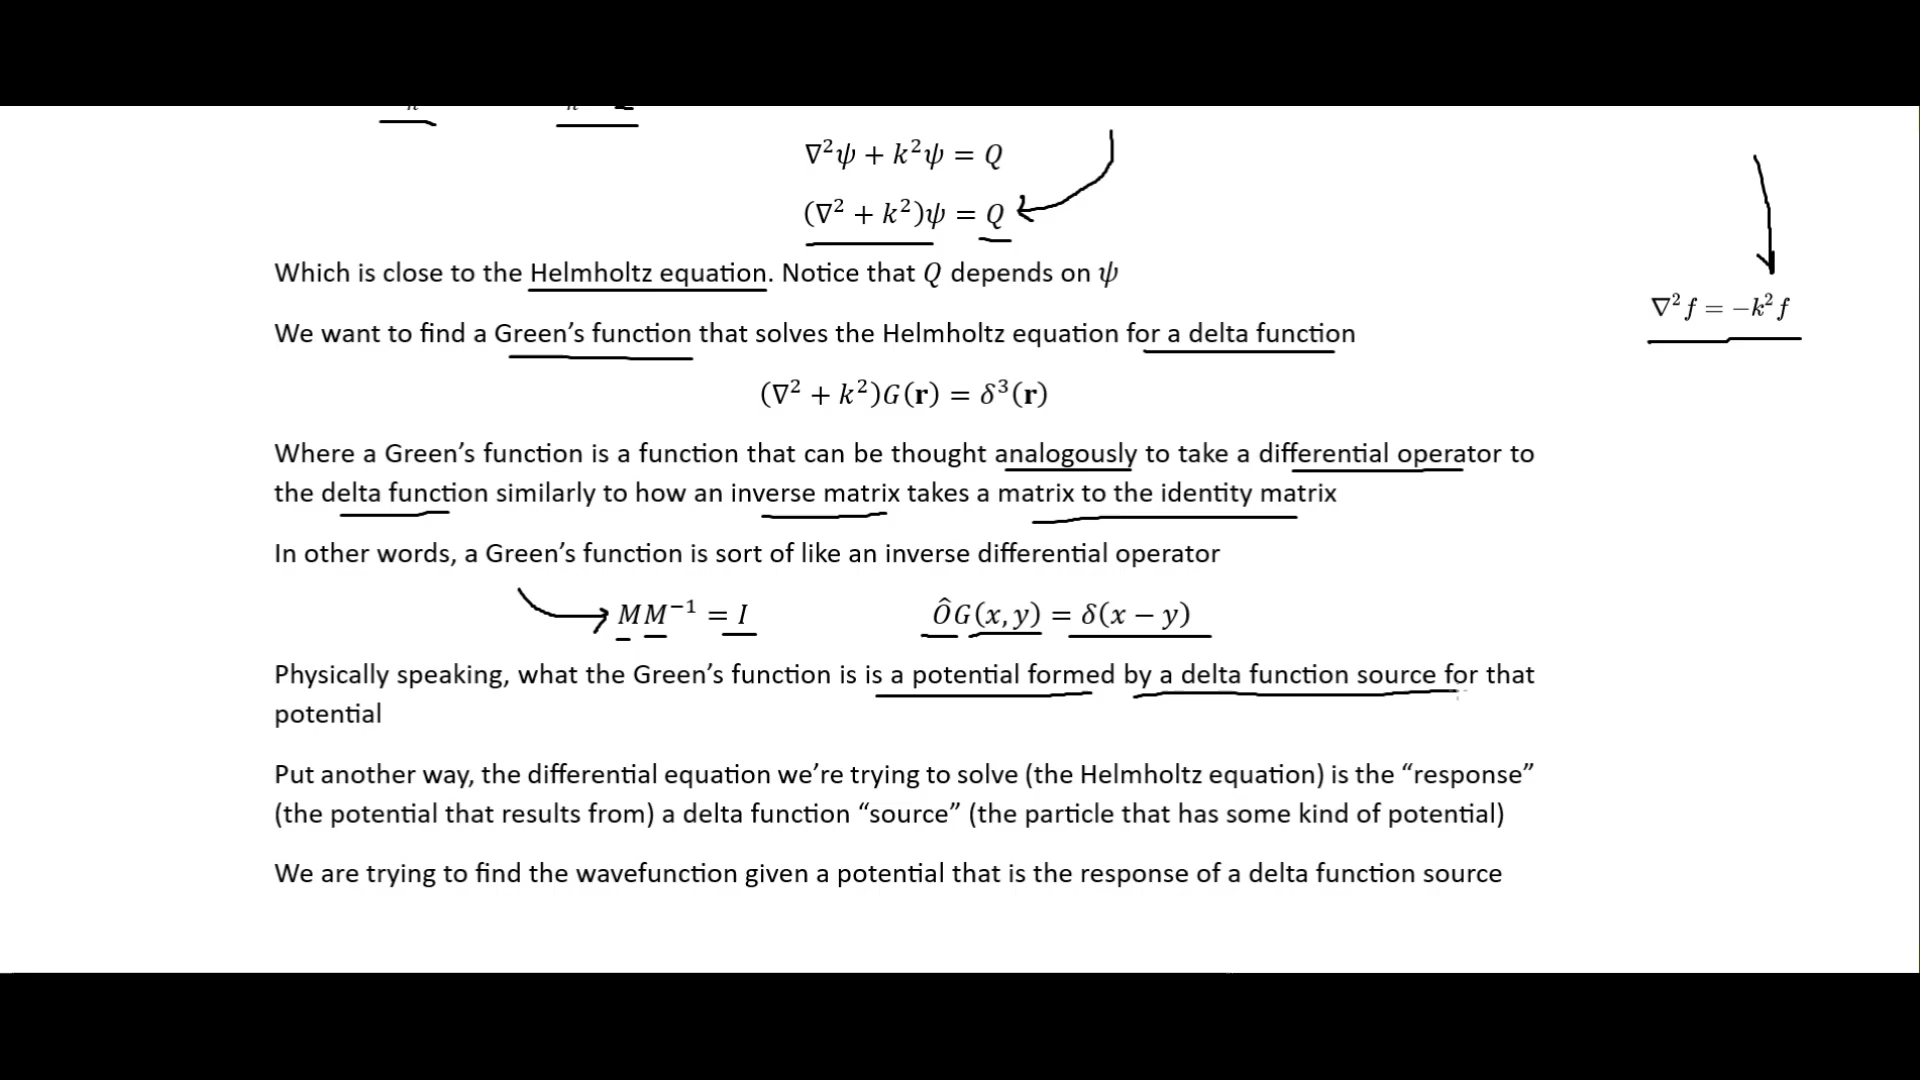 ∇²ψ + k²ψ = Q
(∇² + k²)ψ = Q
Which is close to the Helmholtz equation. Notice that Q depends on ψ
∇² f = −k² f
We want to find a Green’s function that solves the Helmholtz equation for a delta function
(∇² + k²)G(𝐫) = δ³(𝐫)
Where a Green’s function is a function that can be thought analogously to take a differential operator to
the delta function similarly to how an inverse matrix takes a matrix to the identity matrix
In other words, a Green’s function is sort of like an inverse differential operator
MM⁻¹ = I ÔG(x, y) = δ(x − y)
Physically speaking, what the Green’s function is is a potential formed by a delta function source for that
potential
Put another way, the differential equation we’re trying to solve (the Helmholtz equation) is the “response”
(the potential that results from) a delta function “source” (the particle that has some kind of potential)
We are trying to find the wavefunction given a potential that is the response of a delta function source